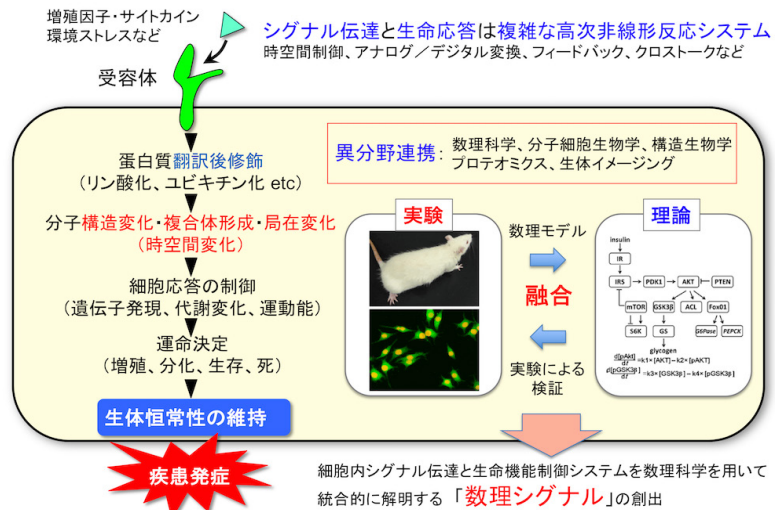 増殖因子・サイトカイン
環境ストレスなど
受容体
シグナル伝達と生命応答は複雑な高次非線形反応システム
時空間制御、アナログ／デジタル変換、フィードバック、クロストークなど
蛋白質翻訳後修飾
（リン酸化、ユビキチン化 etc）
分子構造変化・複合体形成・局在変化
（時空間変化）
細胞応答の制御
（遺伝子発現、代謝変化、運動能）
運命決定
（増殖、分化、生存、死）
生体恒常性の維持
疾患発症
異分野連携：数理科学、分子細胞生物学、構造生物学
プロテオミクス、生体イメージング
実験
数理モデル
融合
実験による
検証
理論
insulin
IR
IRS PDK1 AKT PTEN
mTOR GSK3β ACL Fox01
S6K GS G6Pase PEPCK
glycogen
d[pAkt]/dt =k1×[AKT]−k2×[pAKT]
d[pGSK3β]/dt =k3×[GSK3β]−k4×[pGSK3β]
細胞内シグナル伝達と生命機能制御システムを数理科学を用いて
統合的に解明する 「数理シグナル」の創出